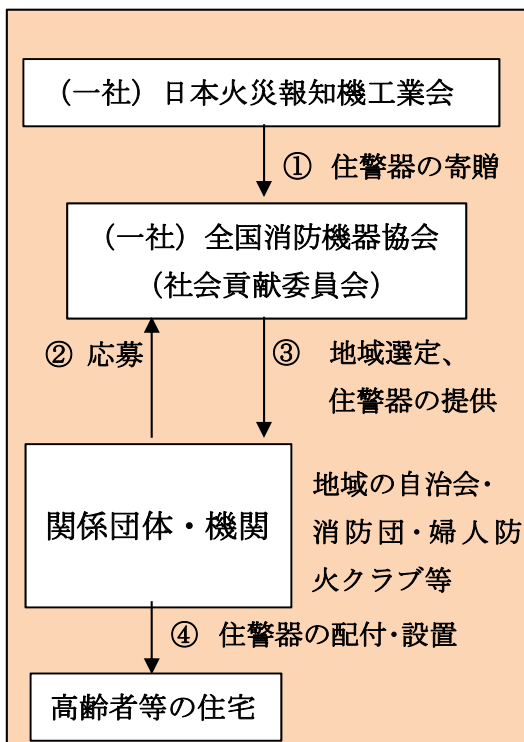 （一社）日本火災報知機工業会
① 住警器の寄贈
（一社）全国消防機器協会
（社会貢献委員会）
② 応募
③ 地域選定、
住警器の提供
関係団体・機関
地域の自治会・
消防団・婦人防
火クラブ等
④ 住警器の配付・設置
高齢者等の住宅